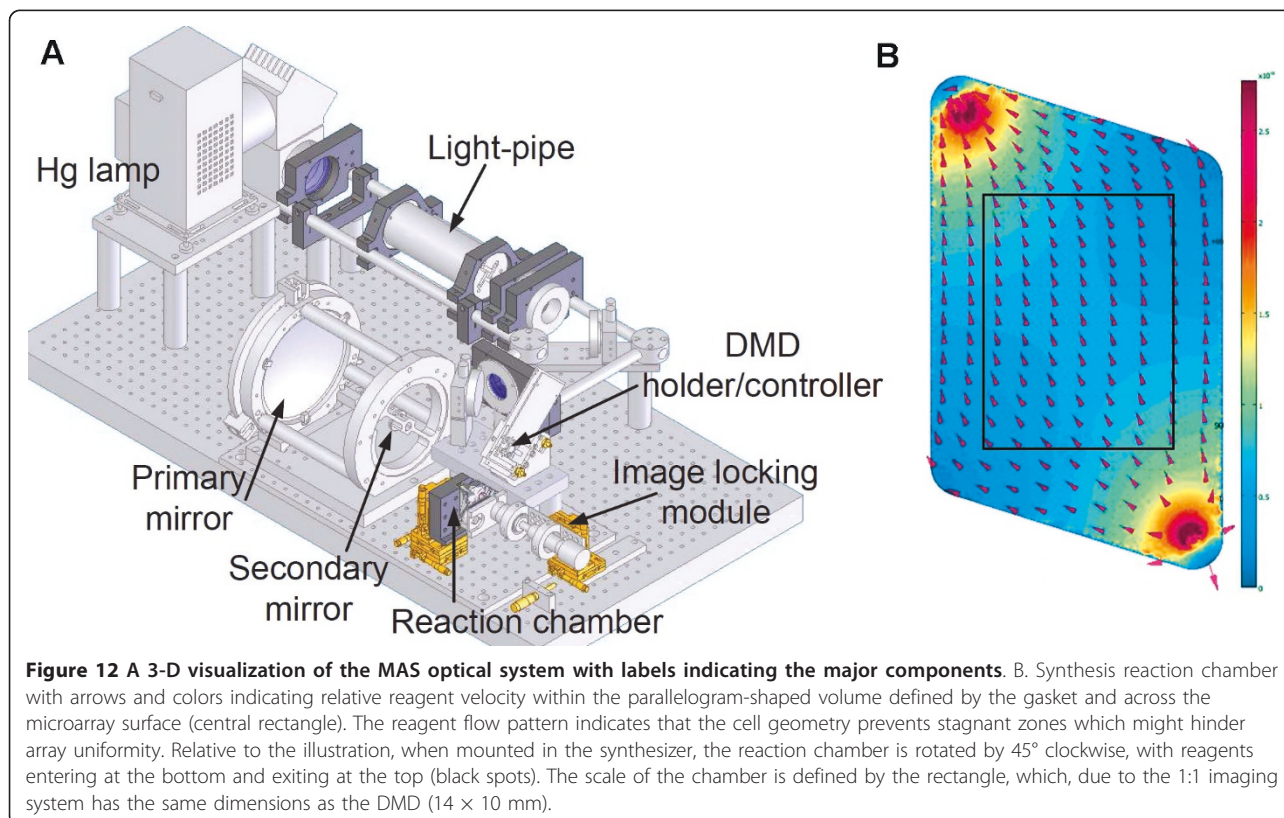 A
B
Hg lamp
Light-pipe
DMD
holder/controller
Primary
mirror
Secondary
mirror
Image locking
module
Reaction chamber
3
2.5
2
1.5
1
0.5
0
Figure 12 A 3-D visualization of the MAS optical system with labels indicating the major components. B. Synthesis reaction chamber
with arrows and colors indicating relative reagent velocity within the parallelogram-shaped volume defined by the gasket and across the
microarray surface (central rectangle). The reagent flow pattern indicates that the cell geometry prevents stagnant zones which might hinder
array uniformity. Relative to the illustration, when mounted in the synthesizer, the reaction chamber is rotated by 45° clockwise, with reagents
entering at the bottom and exiting at the top (black spots). The scale of the chamber is defined by the rectangle, which, due to the 1:1 imaging
system has the same dimensions as the DMD (14 × 10 mm).